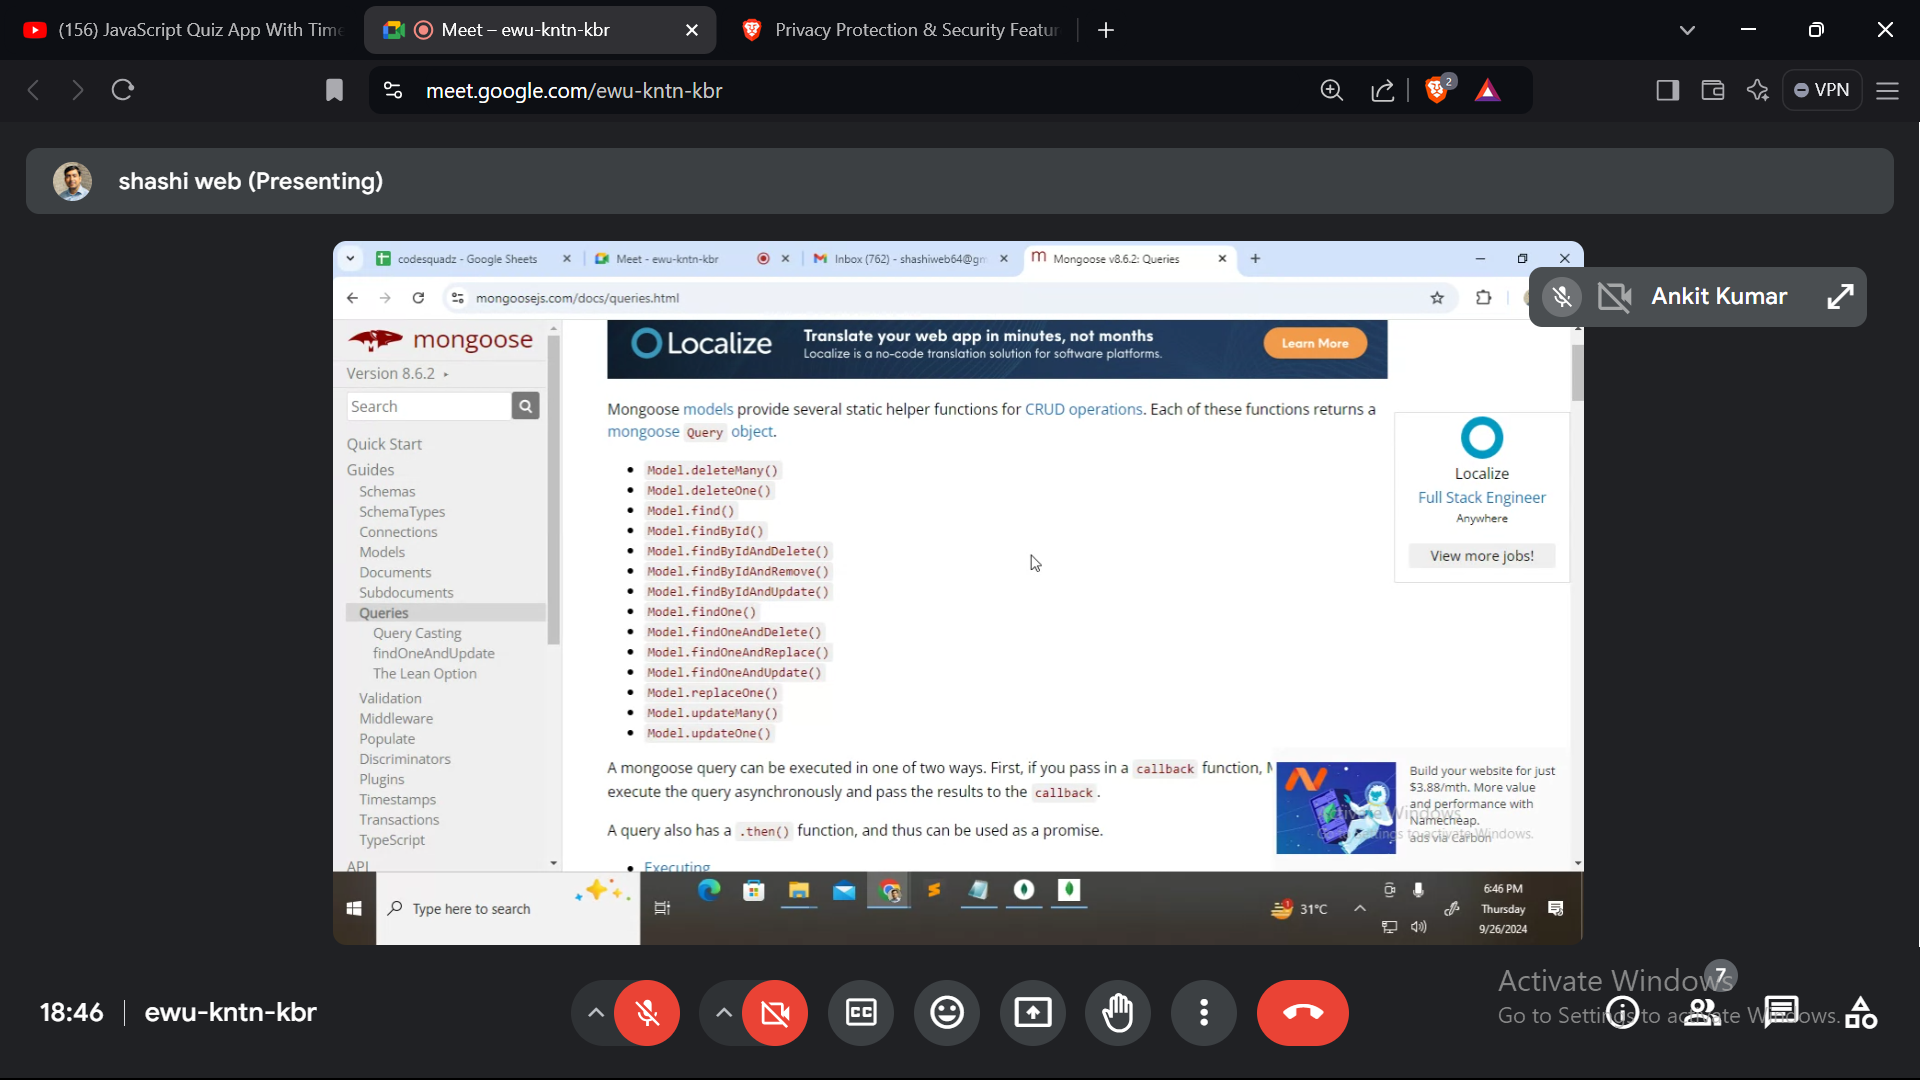 (156) JavaScript Quiz App With Time
Meet – ewu-kntn-kbr
Privacy Protection & Security Featur
meet.google.com/ewu-kntn-kbr
2
VPN
shashi web (Presenting)
codesquadz - Google Sheets
Meet - ewu-kntn-kbr
Inbox (762) - shashiweb64@gm
Mongoose v8.6.2: Queries
mongoosejs.com/docs/queries.html
Ankit Kumar
mongoose
Version 8.6.2
Search
Quick Start
Guides
Schemas
SchemaTypes
Connections
Models
Documents
Subdocuments
Queries
Query Casting
findOneAndUpdate
The Lean Option
Validation
Middleware
Populate
Discriminators
Plugins
Timestamps
Transactions
TypeScript
API
Localize
Translate your web app in minutes, not months
Localize is a no-code translation solution for software platforms.
Learn More
Mongoose models provide several static helper functions for CRUD operations. Each of these functions returns a
mongoose Query object.
Model.deleteMany()
Model.deleteOne()
Model.find()
Model.findById()
Model.findByIdAndDelete()
Model.findByIdAndRemove()
Model.findByIdAndUpdate()
Model.findOne()
Model.findOneAndDelete()
Model.findOneAndReplace()
Model.findOneAndUpdate()
Model.replaceOne()
Model.updateMany()
Model.updateOne()
A mongoose query can be executed in one of two ways. First, if you pass in a callback function,
execute the query asynchronously and pass the results to the callback.
A query also has a .then() function, and thus can be used as a promise.
Executing
Localize
Full Stack Engineer
Anywhere
View more jobs!
Build your website for just
$3.88/mth. More value
and performance with
Namecheap.
ads via Carbon
Activate Windows
Go to Settings to activate Windows.
Type here to search
31°C
6:46 PM
Thursday
9/26/2024
18:46
ewu-kntn-kbr
CC
7
Activate Windows
Go to Settings to activate Windows.